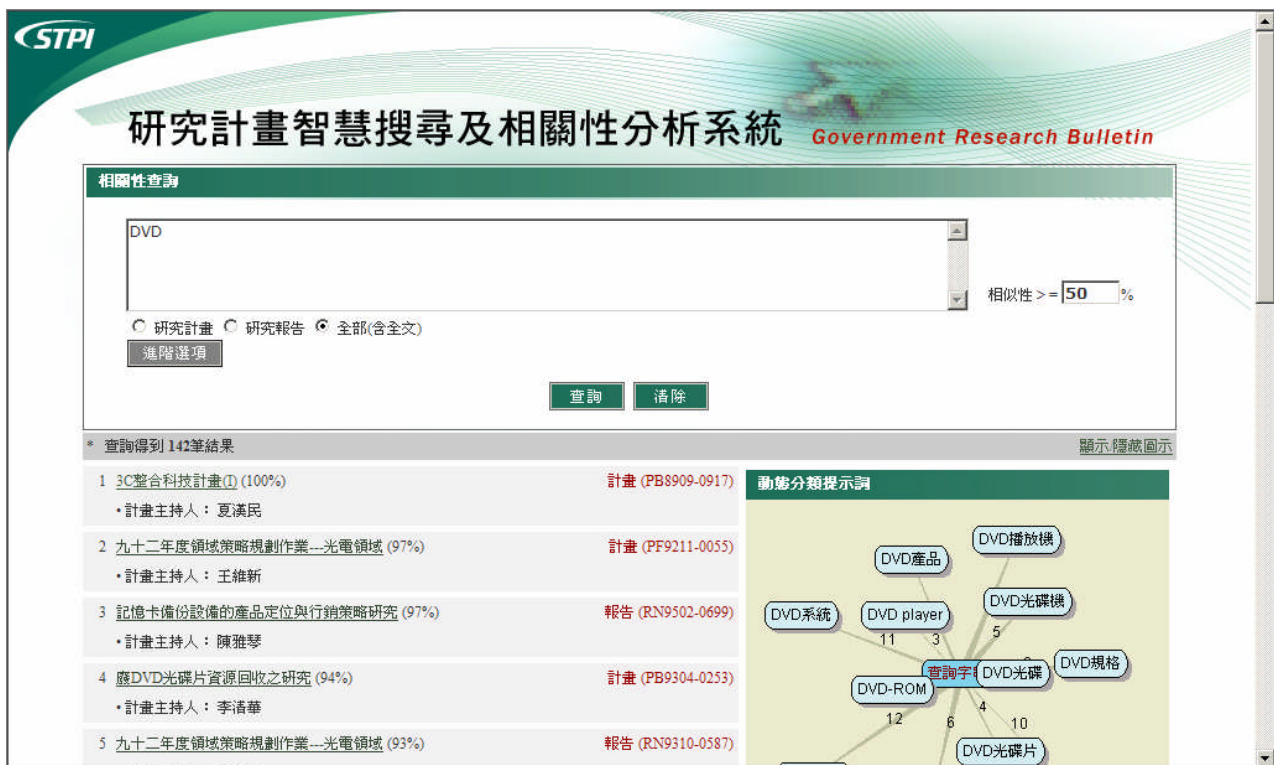 STPI
研究計畫智慧搜尋及相關性分析系統 Government Research Bulletin
相關性查詢
DVD
相似性 >= 50 %
研究計畫 研究報告 全部(含全文)
進階選項
查詢 清除
* 查詢得到 142筆結果 顯示/隱藏圖示
1 3C整合科技計畫(I) (100%) 計畫 (PB8909-0917)
•計畫主持人： 夏漢民
2 九十二年度領域策略規劃作業---光電領域 (97%) 計畫 (PF9211-0055)
•計畫主持人： 王維新
3 記憶卡備份設備的產品定位與行銷策略研究 (97%) 報告 (RN9502-0699)
•計畫主持人： 陳雅琴
4 廢DVD光碟片資源回收之研究 (94%) 計畫 (PB9304-0253)
•計畫主持人： 李清華
5 九十二年度領域策略規劃作業---光電領域 (93%) 報告 (RN9310-0587)
動態分類提示詞
DVD播放機
DVD產品
DVD光碟機
DVD系統
DVD player
11 3 5
DVD規格
查詢字
DVD光碟
DVD-ROM
4
12 6 10
DVD光碟片